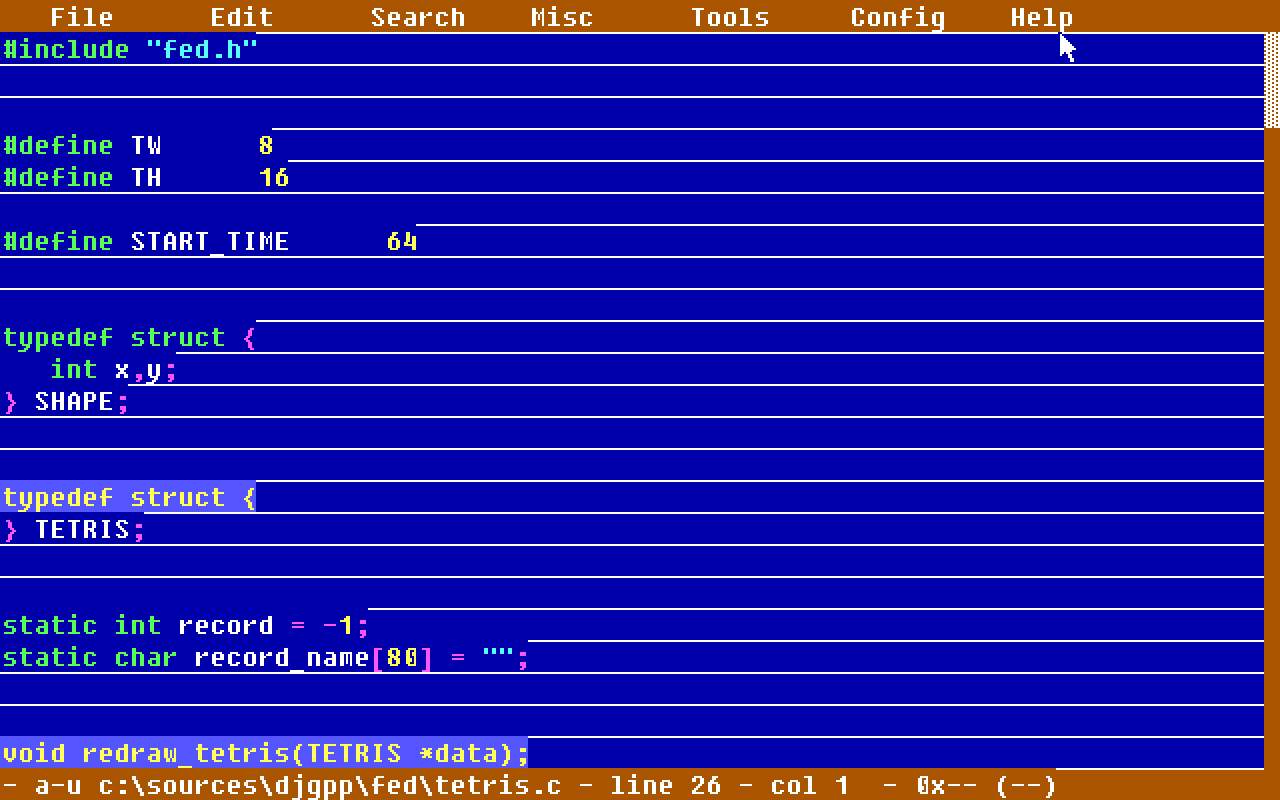 File Edit Search Misc Tools Config Help
#include "fed.h"
#define TW 8
#define TH 16
#define START_TIME 64
typedef struct {
int x,y;
} SHAPE;
typedef struct {
} TETRIS;
static int record = -1;
static char record_name[80] = "";
void redraw_tetris(TETRIS *data);
- a-u c:\sources\djgpp\fed\tetris.c - line 26 - col 1 - 0x-- (--)